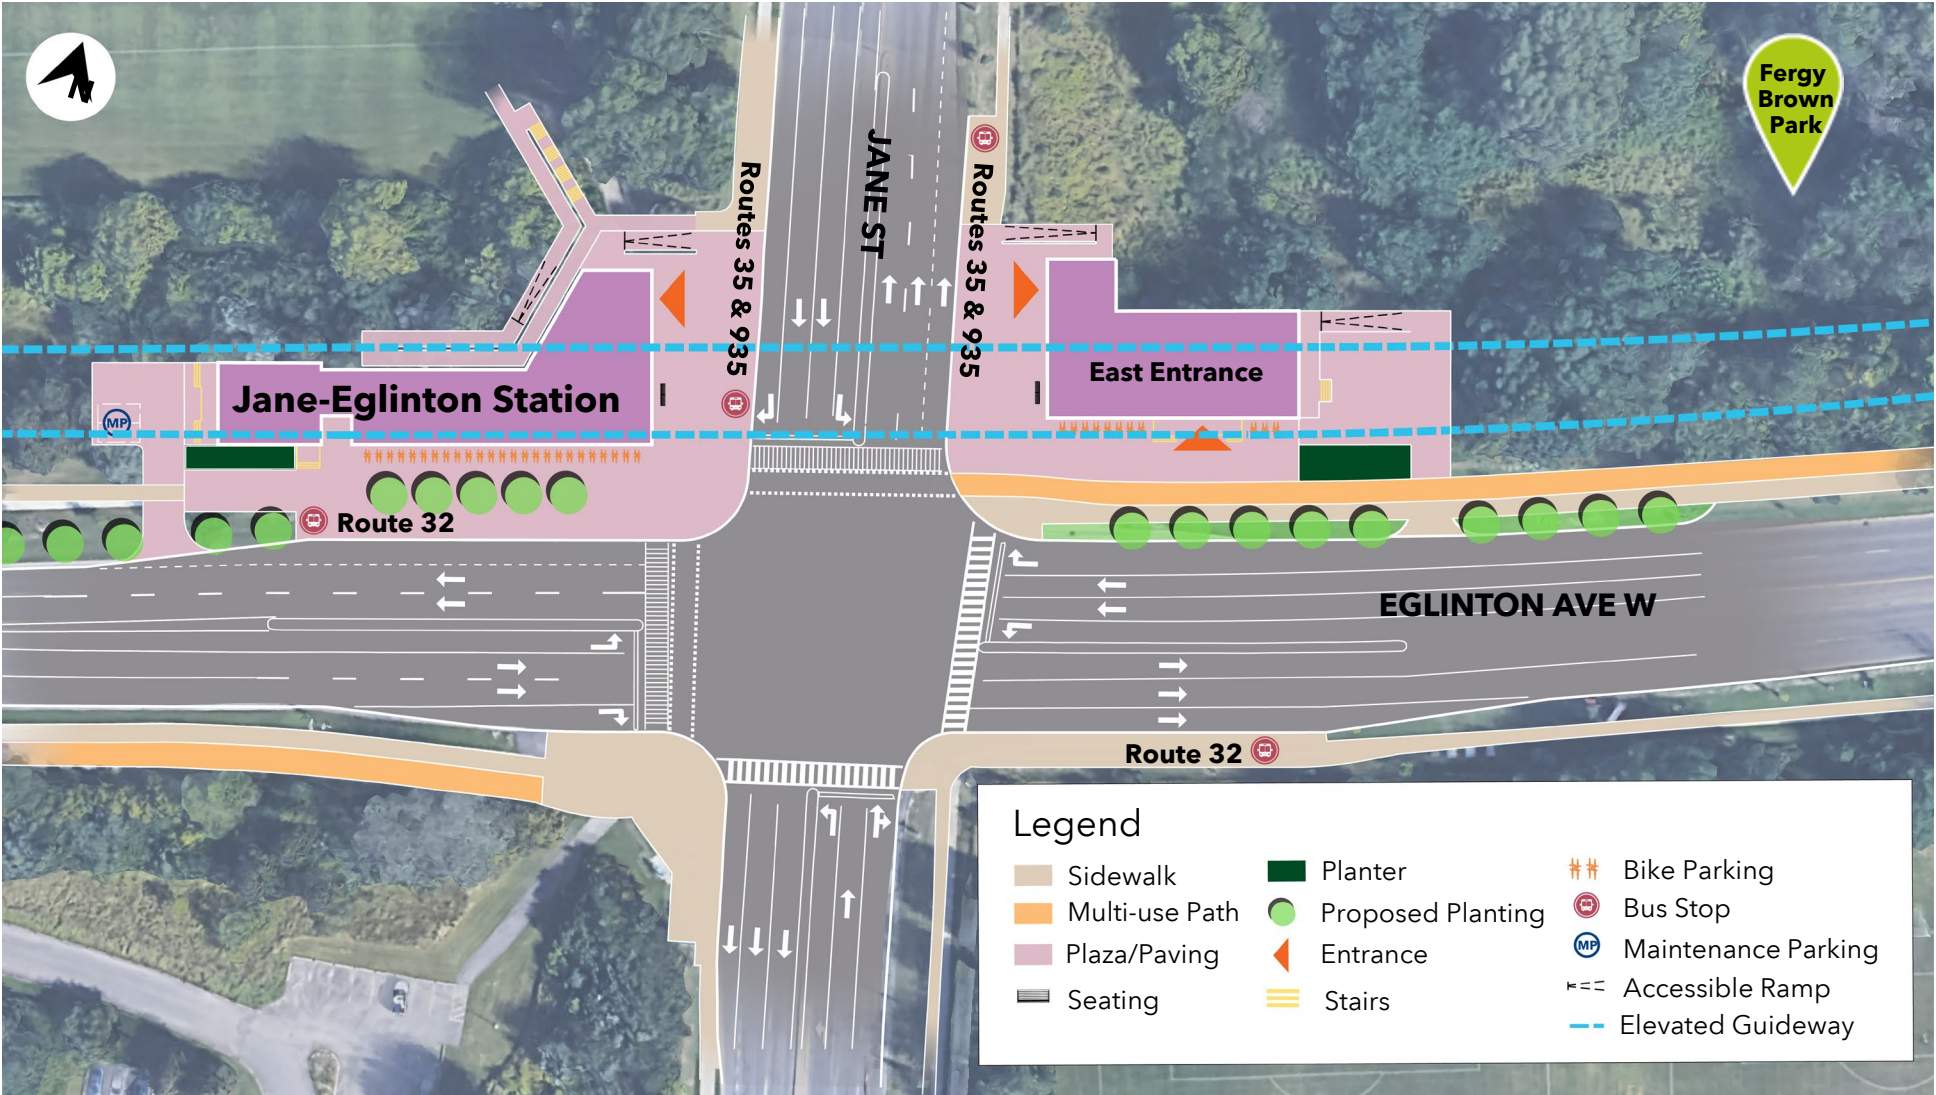 Fergy
Brown
Park
JANE ST
Routes 35 & 935
Routes 35 & 935
East Entrance
Jane-Eglinton Station
MP
Route 32
EGLINTON AVE W
Route 32
Legend
Sidewalk
Multi-use Path
Plaza/Paving
Seating
Planter
Proposed Planting
Entrance
Stairs
Bike Parking
Bus Stop
MP
Maintenance Parking
Accessible Ramp
Elevated Guideway